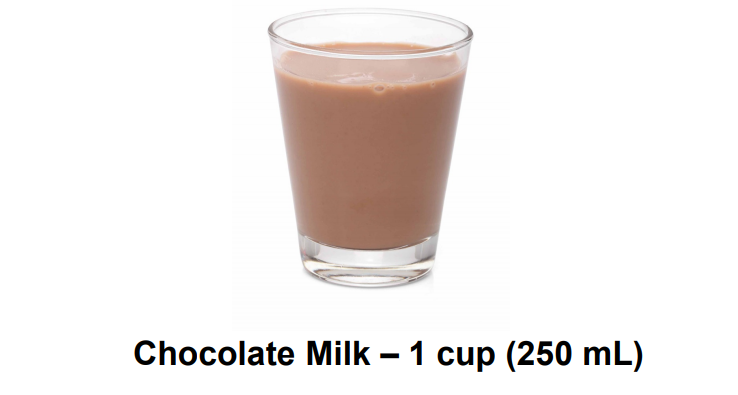 Chocolate Milk – 1 cup (250 mL)